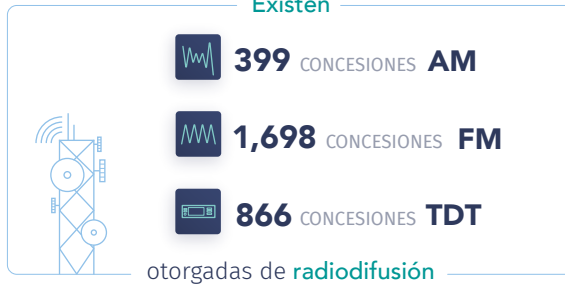 Existen
399 CONCESIONES AM
1,698 CONCESIONES FM
866 CONCESIONES TDT
otorgadas de radiodifusión